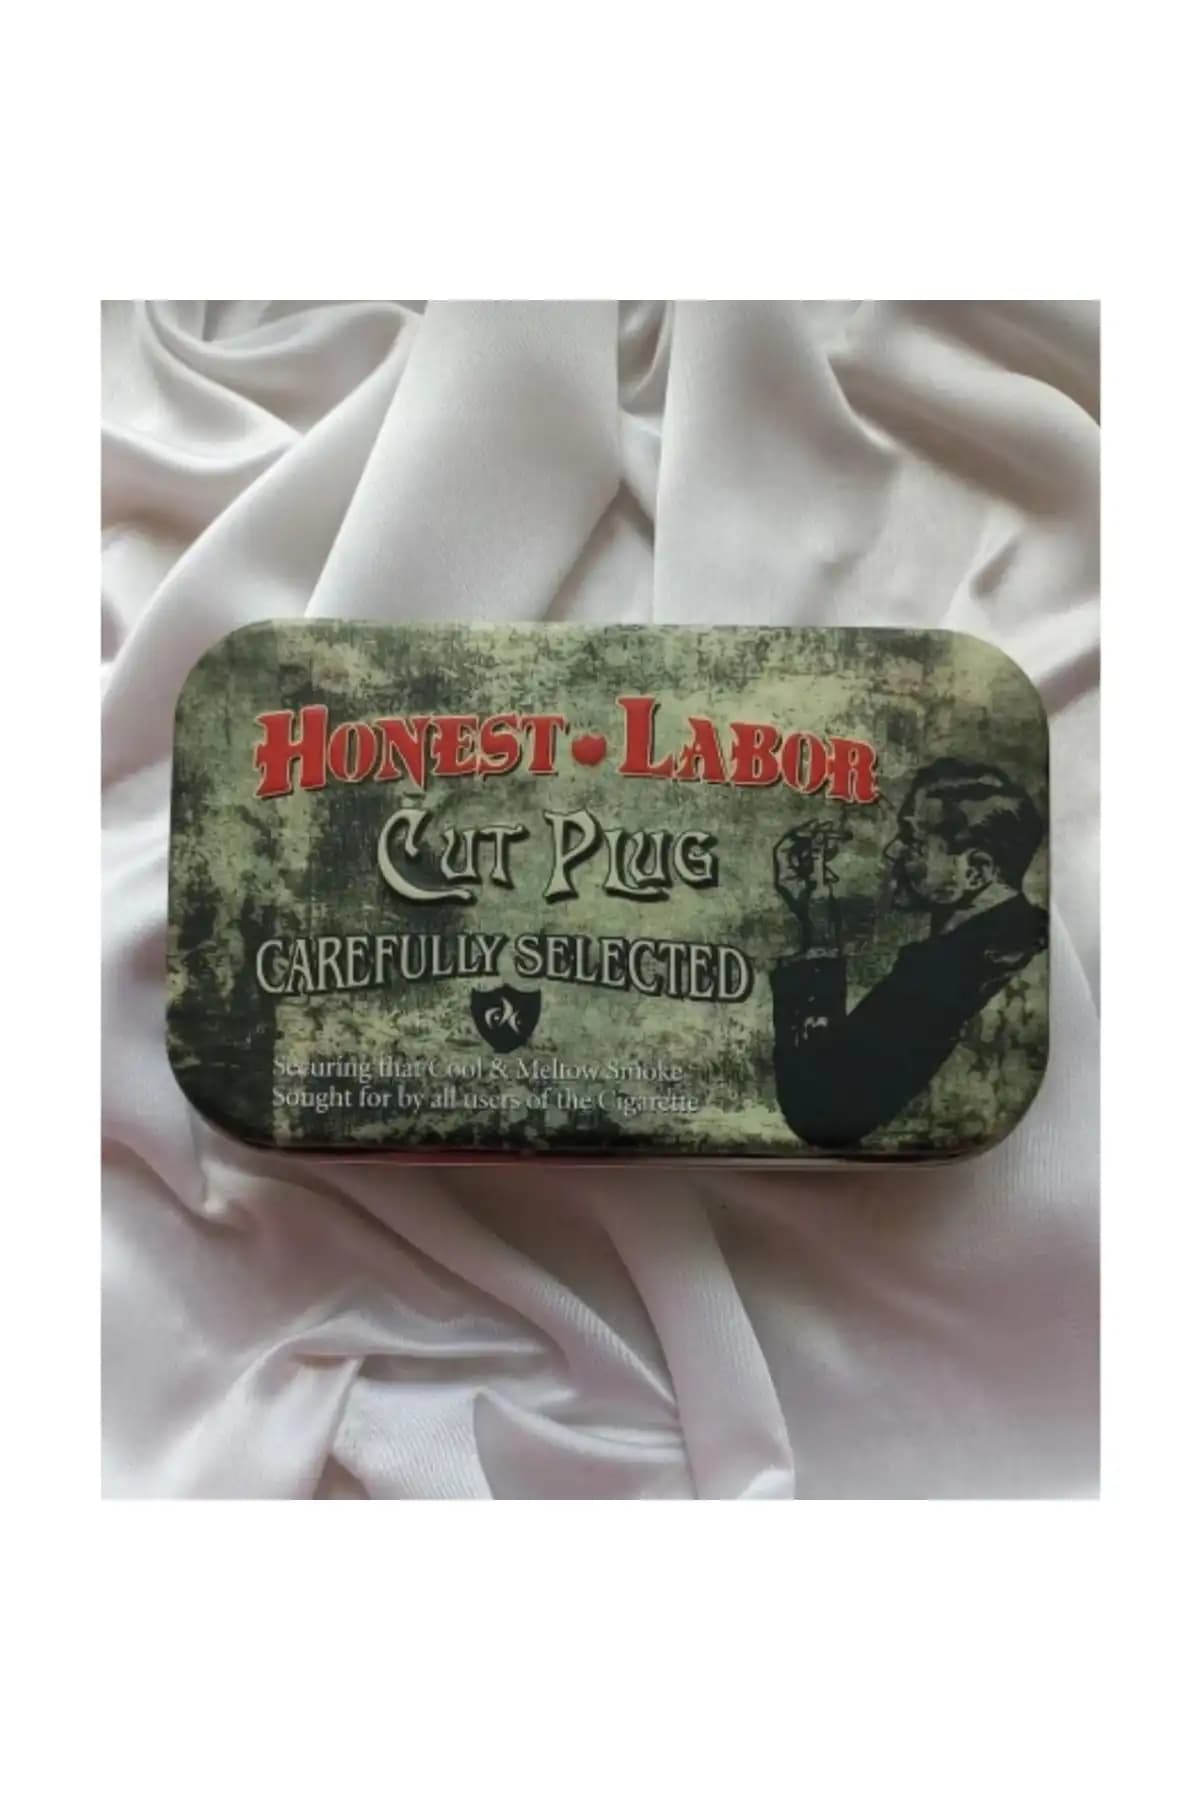 HONEST LABOR
CUT PLUG
CAREFULLY SELECTED
Securing that Cool & Mellow Smoke
Sought for by all users of the Cigarette